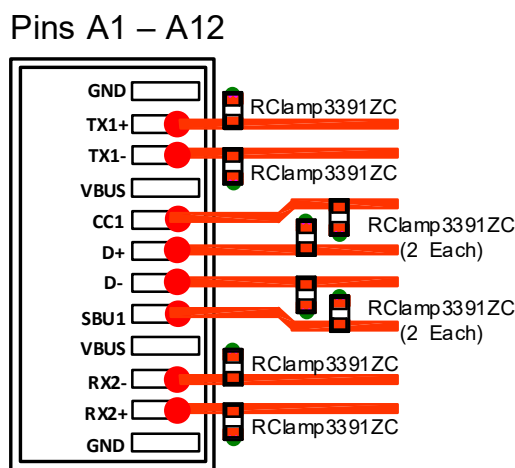 Pins A1 – A12
GND
RClamp3391ZC
TX1+
TX1-
RClamp3391ZC
VBUS
CC1
RClamp3391ZC
(2 Each)
D+
D-
SBU1
RClamp3391ZC
(2 Each)
VBUS
RClamp3391ZC
RX2-
RX2+
RClamp3391ZC
GND